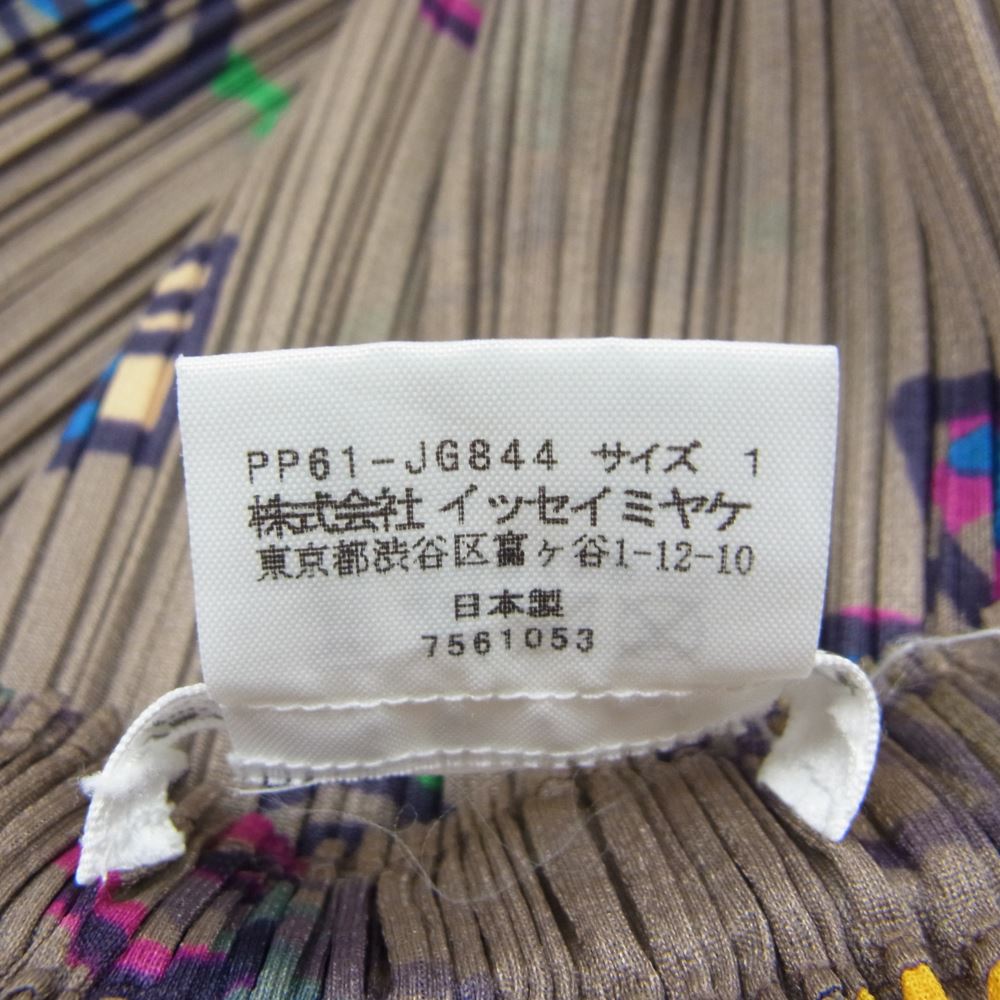 PP61-JG844 サイズ 1
株式会社 イッセイミヤケ
東京都渋谷区富ヶ谷1-12-10
日本製
7561053